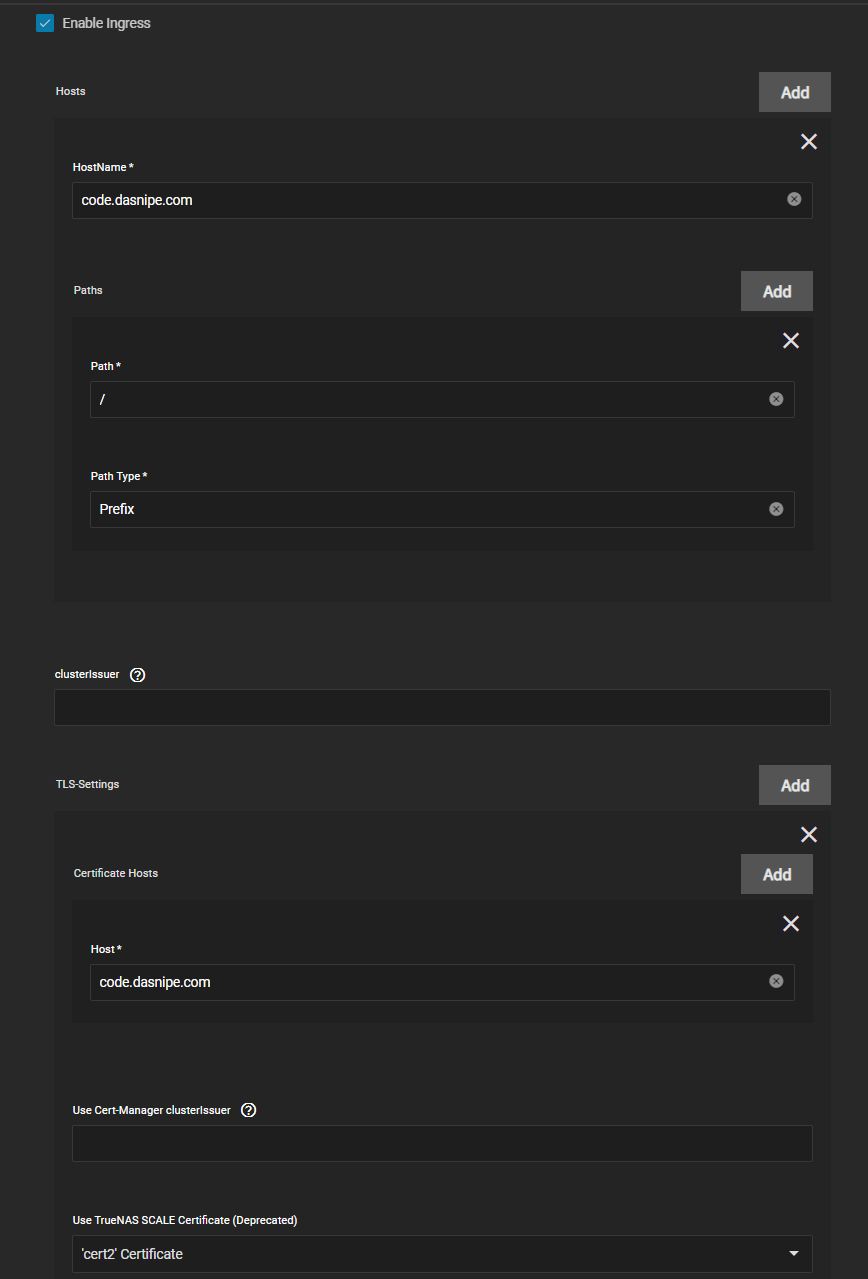 Enable Ingress
Hosts
Add
HostName *
code.dasnipe.com
Paths
Add
Path *
/
Path Type *
Prefix
clusterIssuer
TLS-Settings
Add
Certificate Hosts
Add
Host *
code.dasnipe.com
Use Cert-Manager clusterIssuer
Use TrueNAS SCALE Certificate (Deprecated)
'cert2' Certificate